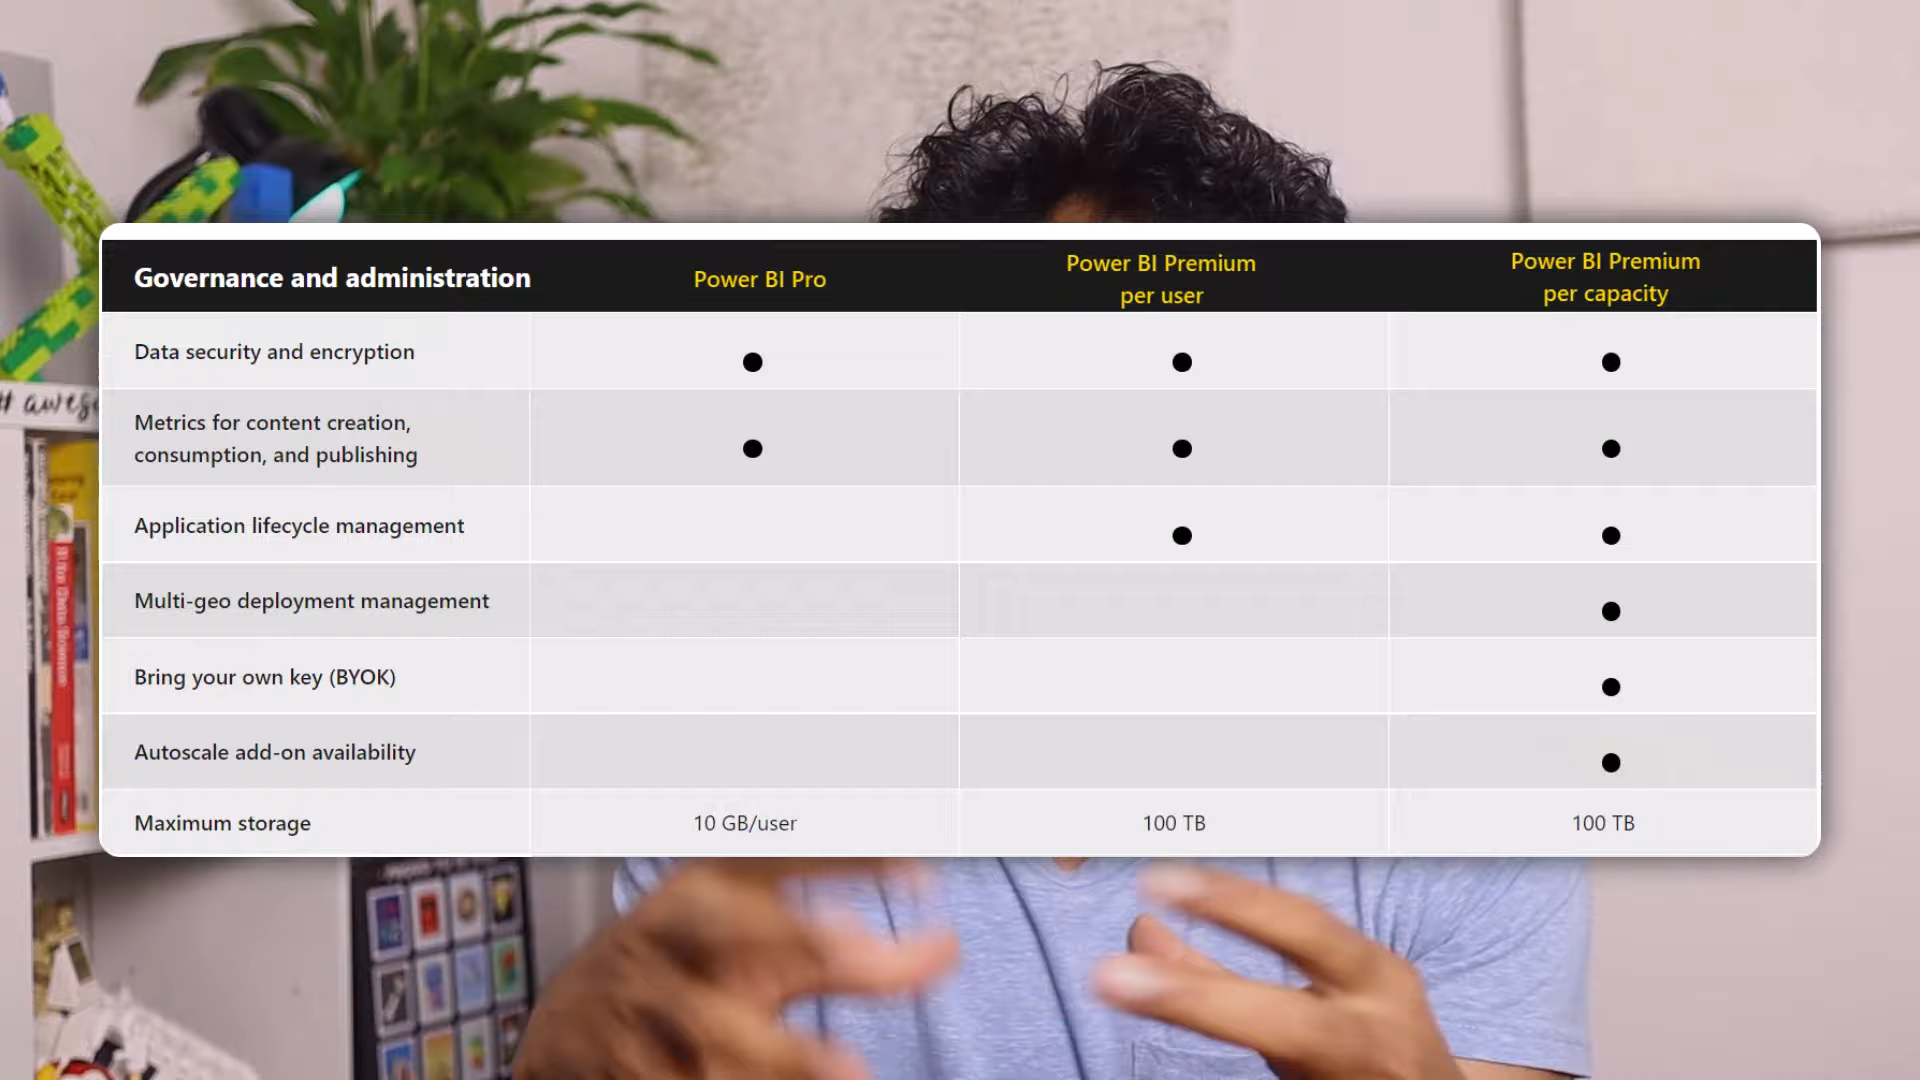 Governance and administration
Power BI Pro
Power BI Premium
per user
Power BI Premium
per capacity
Data security and encryption
Metrics for content creation,
consumption, and publishing
Application lifecycle management
Multi-geo deployment management
Bring your own key (BYOK)
Autoscale add-on availability
Maximum storage
10 GB/user
100 TB
100 TB
# awes